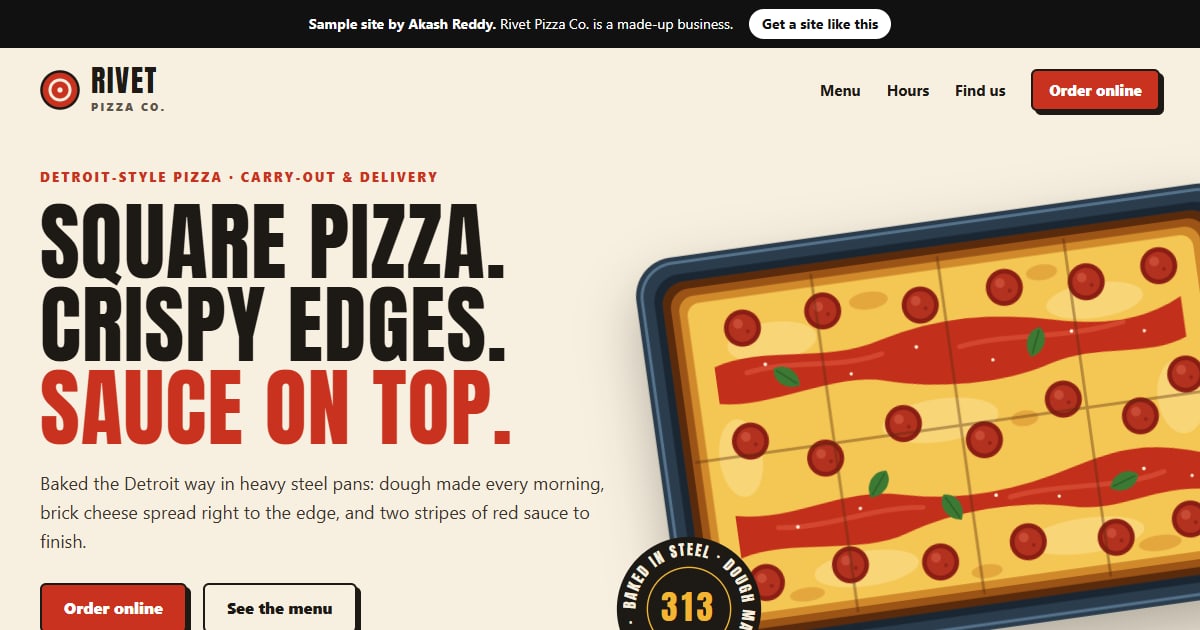 Sample site by Akash Reddy. Rivet Pizza Co. is a made-up business. Get a site like this
RIVET
PIZZA CO.
Menu Hours Find us Order online
DETROIT-STYLE PIZZA · CARRY-OUT & DELIVERY
SQUARE PIZZA.
CRISPY EDGES.
SAUCE ON TOP.
Baked the Detroit way in heavy steel pans: dough made every morning,
brick cheese spread right to the edge, and two stripes of red sauce to
finish.
Order online See the menu
· BAKED IN STEEL · DOUGH
313